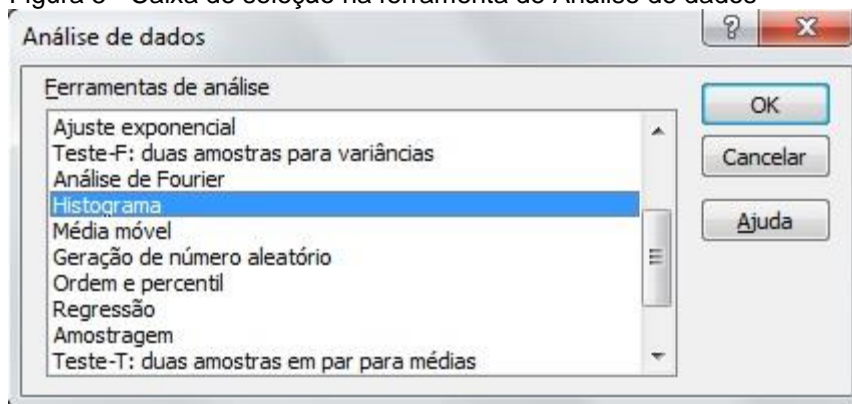 Figura 3 - Caixa de seleção na ferramenta de Análise de dados
Análise de dados
Ferramentas de análise
Ajuste exponencial
Teste-F: duas amostras para variâncias
Análise de Fourier
Histograma
Média móvel
Geração de número aleatório
Ordem e percentil
Regressão
Amostragem
Teste-T: duas amostras em par para médias
OK
Cancelar
Ajuda